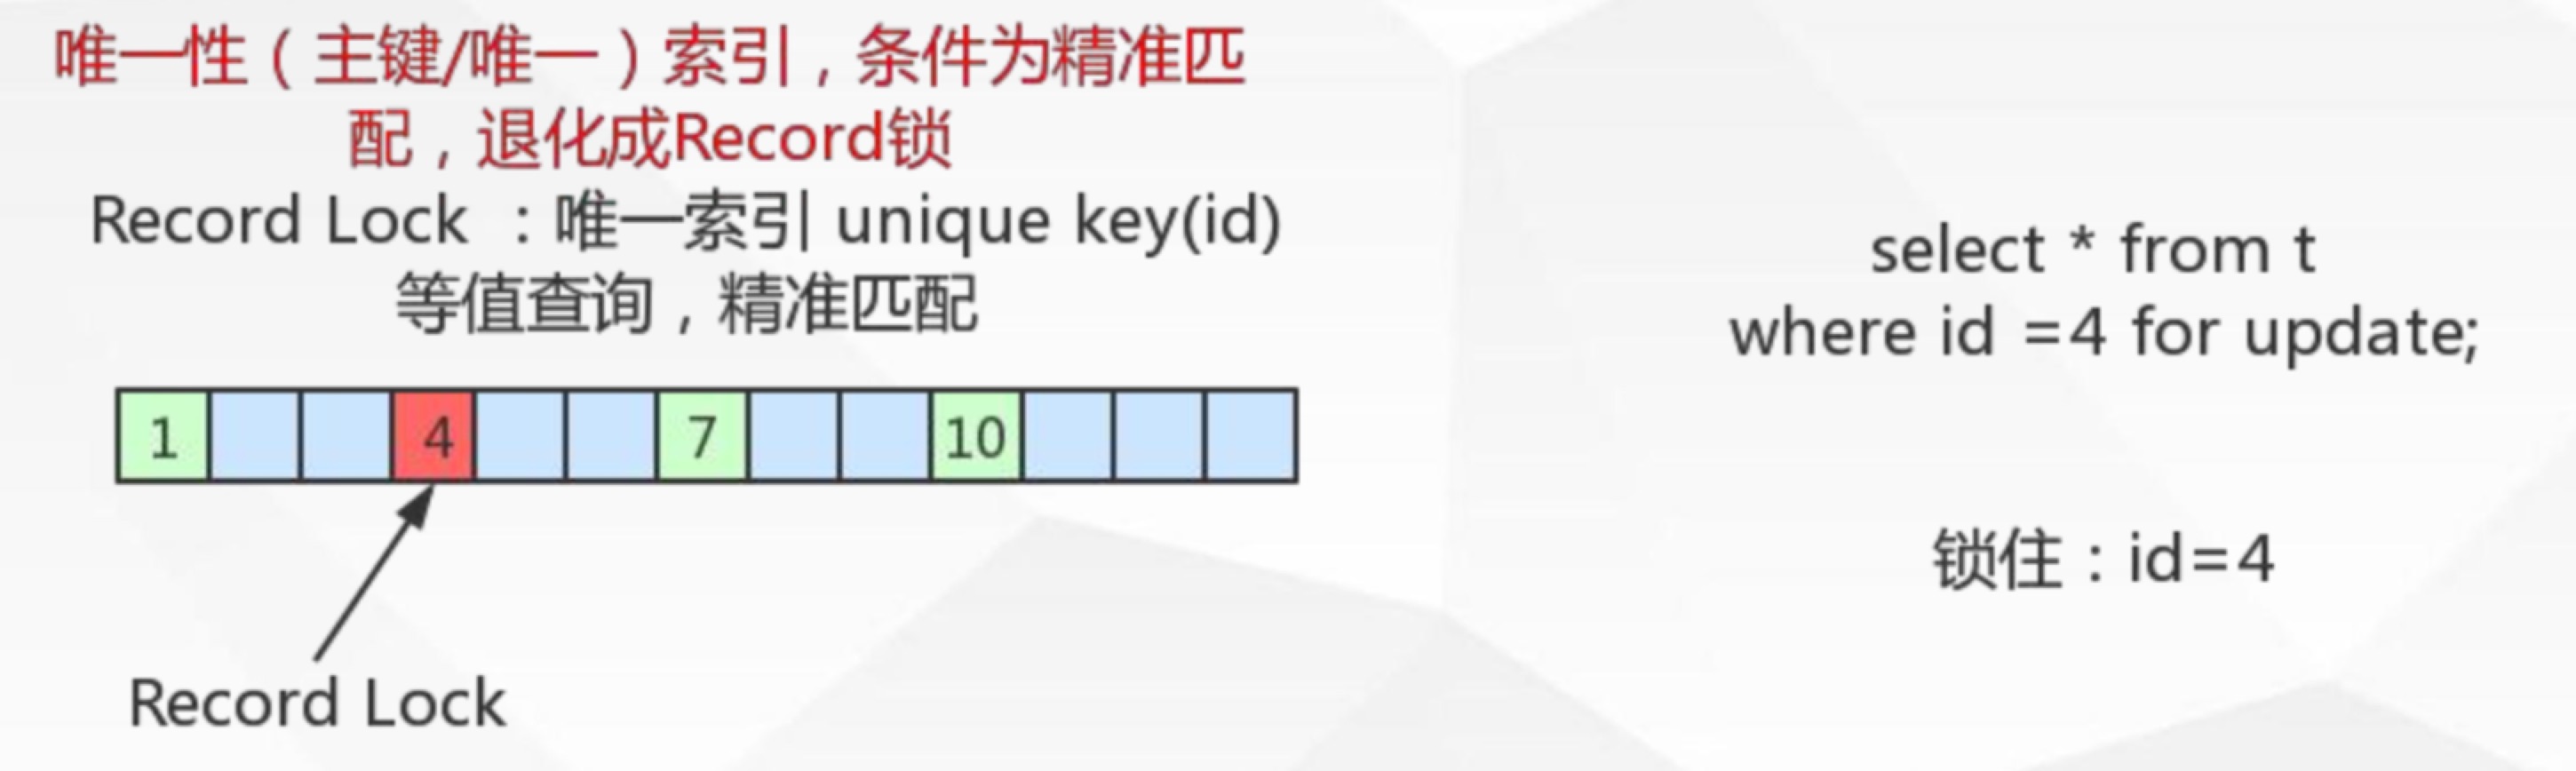 唯一性（主键/唯一）索引，条件为精准匹
配，退化成Record锁
Record Lock ：唯一索引 unique key(id)
等值查询，精准匹配
1 4 7 10
Record Lock
select * from t
where id =4 for update;
锁住：id=4